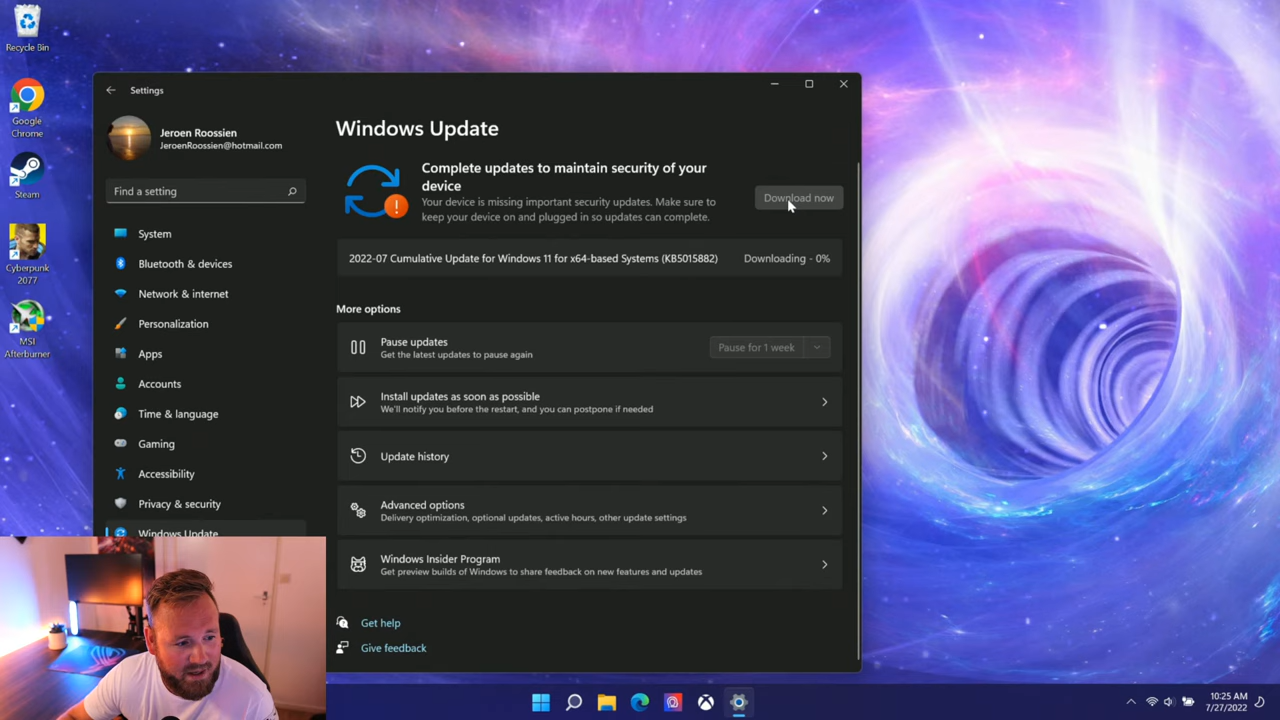 Recycle Bin
Google
Chrome
Steam
Cyberpunk
2077
MSI
Afterburner
Settings
Jeroen Roossien
JeroenRoossien@hotmail.com
Find a setting
System
Bluetooth & devices
Network & internet
Personalization
Apps
Accounts
Time & language
Gaming
Accessibility
Privacy & security
Windows Update
Windows Update
Complete updates to maintain security of your
device
Your device is missing important security updates. Make sure to
keep your device on and plugged in so updates can complete.
Download now
2022-07 Cumulative Update for Windows 11 for x64-based Systems (KB5015882)
Downloading - 0%
More options
Pause updates
Get the latest updates to pause again
Pause for 1 week
Install updates as soon as possible
We'll notify you before the restart, and you can postpone if needed
Update history
Advanced options
Delivery optimization, optional updates, active hours, other update settings
Windows Insider Program
Get preview builds of Windows to share feedback on new features and updates
Get help
Give feedback
10:25 AM
7/27/2022